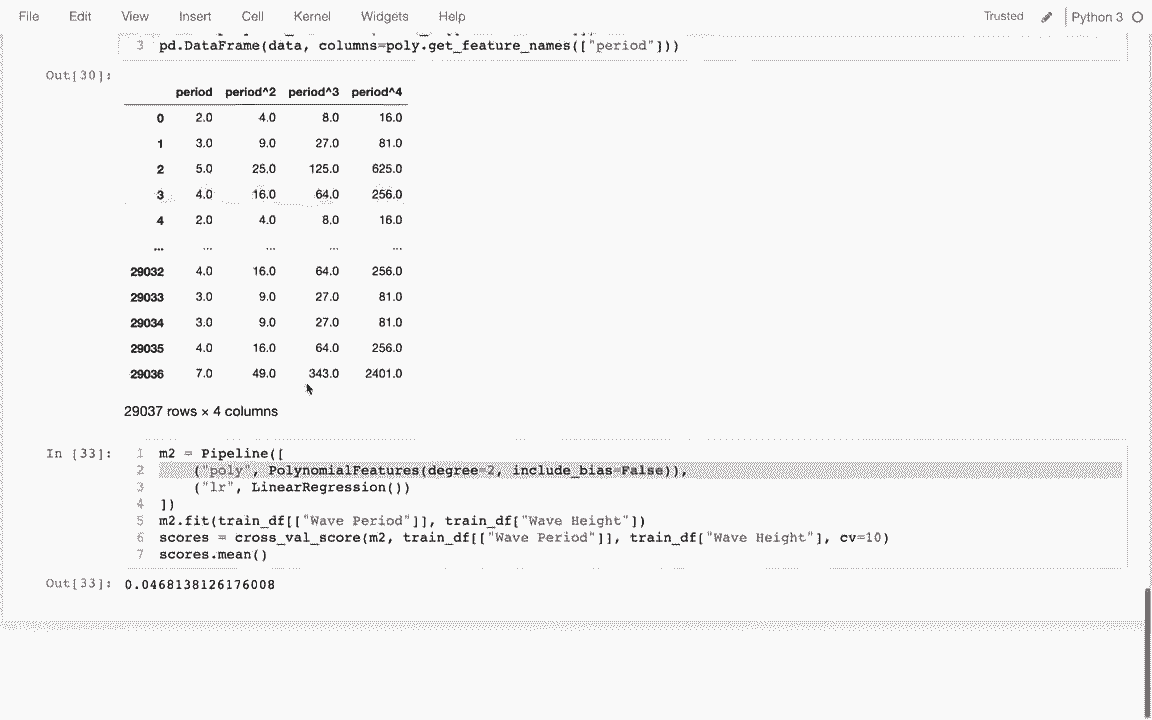 File Edit View Insert Cell Kernel Widgets Help Trusted Python 3
3 pd.DataFrame(data, columns=poly.get_feature_names(["period"]))
Out[30]:
period period^2 period^3 period^4
0 2.0 4.0 8.0 16.0
1 3.0 9.0 27.0 81.0
2 5.0 25.0 125.0 625.0
3 4.0 16.0 64.0 256.0
4 2.0 4.0 8.0 16.0
... ... ... ... ...
29032 4.0 16.0 64.0 256.0
29033 3.0 9.0 27.0 81.0
29034 3.0 9.0 27.0 81.0
29035 4.0 16.0 64.0 256.0
29036 7.0 49.0 343.0 2401.0
29037 rows × 4 columns
In [33]: 1 m2 = Pipeline([
2 ("poly", PolynomialFeatures(degree=2, include_bias=False)),
3 ("lr", LinearRegression())
4 ])
5 m2.fit(train_df[["Wave Period"]], train_df["Wave Height"])
6 scores = cross_val_score(m2, train_df[["Wave Period"]], train_df["Wave Height"], cv=10)
7 scores.mean()
Out[33]: 0.0468138126176008